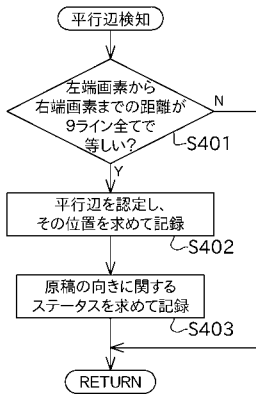 平行辺検知
左端画素から
右端画素までの距離が
9ライン全てで
等しい?
N
S401
Y
平行辺を認定し、
その位置を求めて記録
S402
原稿の向きに関する
ステータスを求めて記録
S403
RETURN